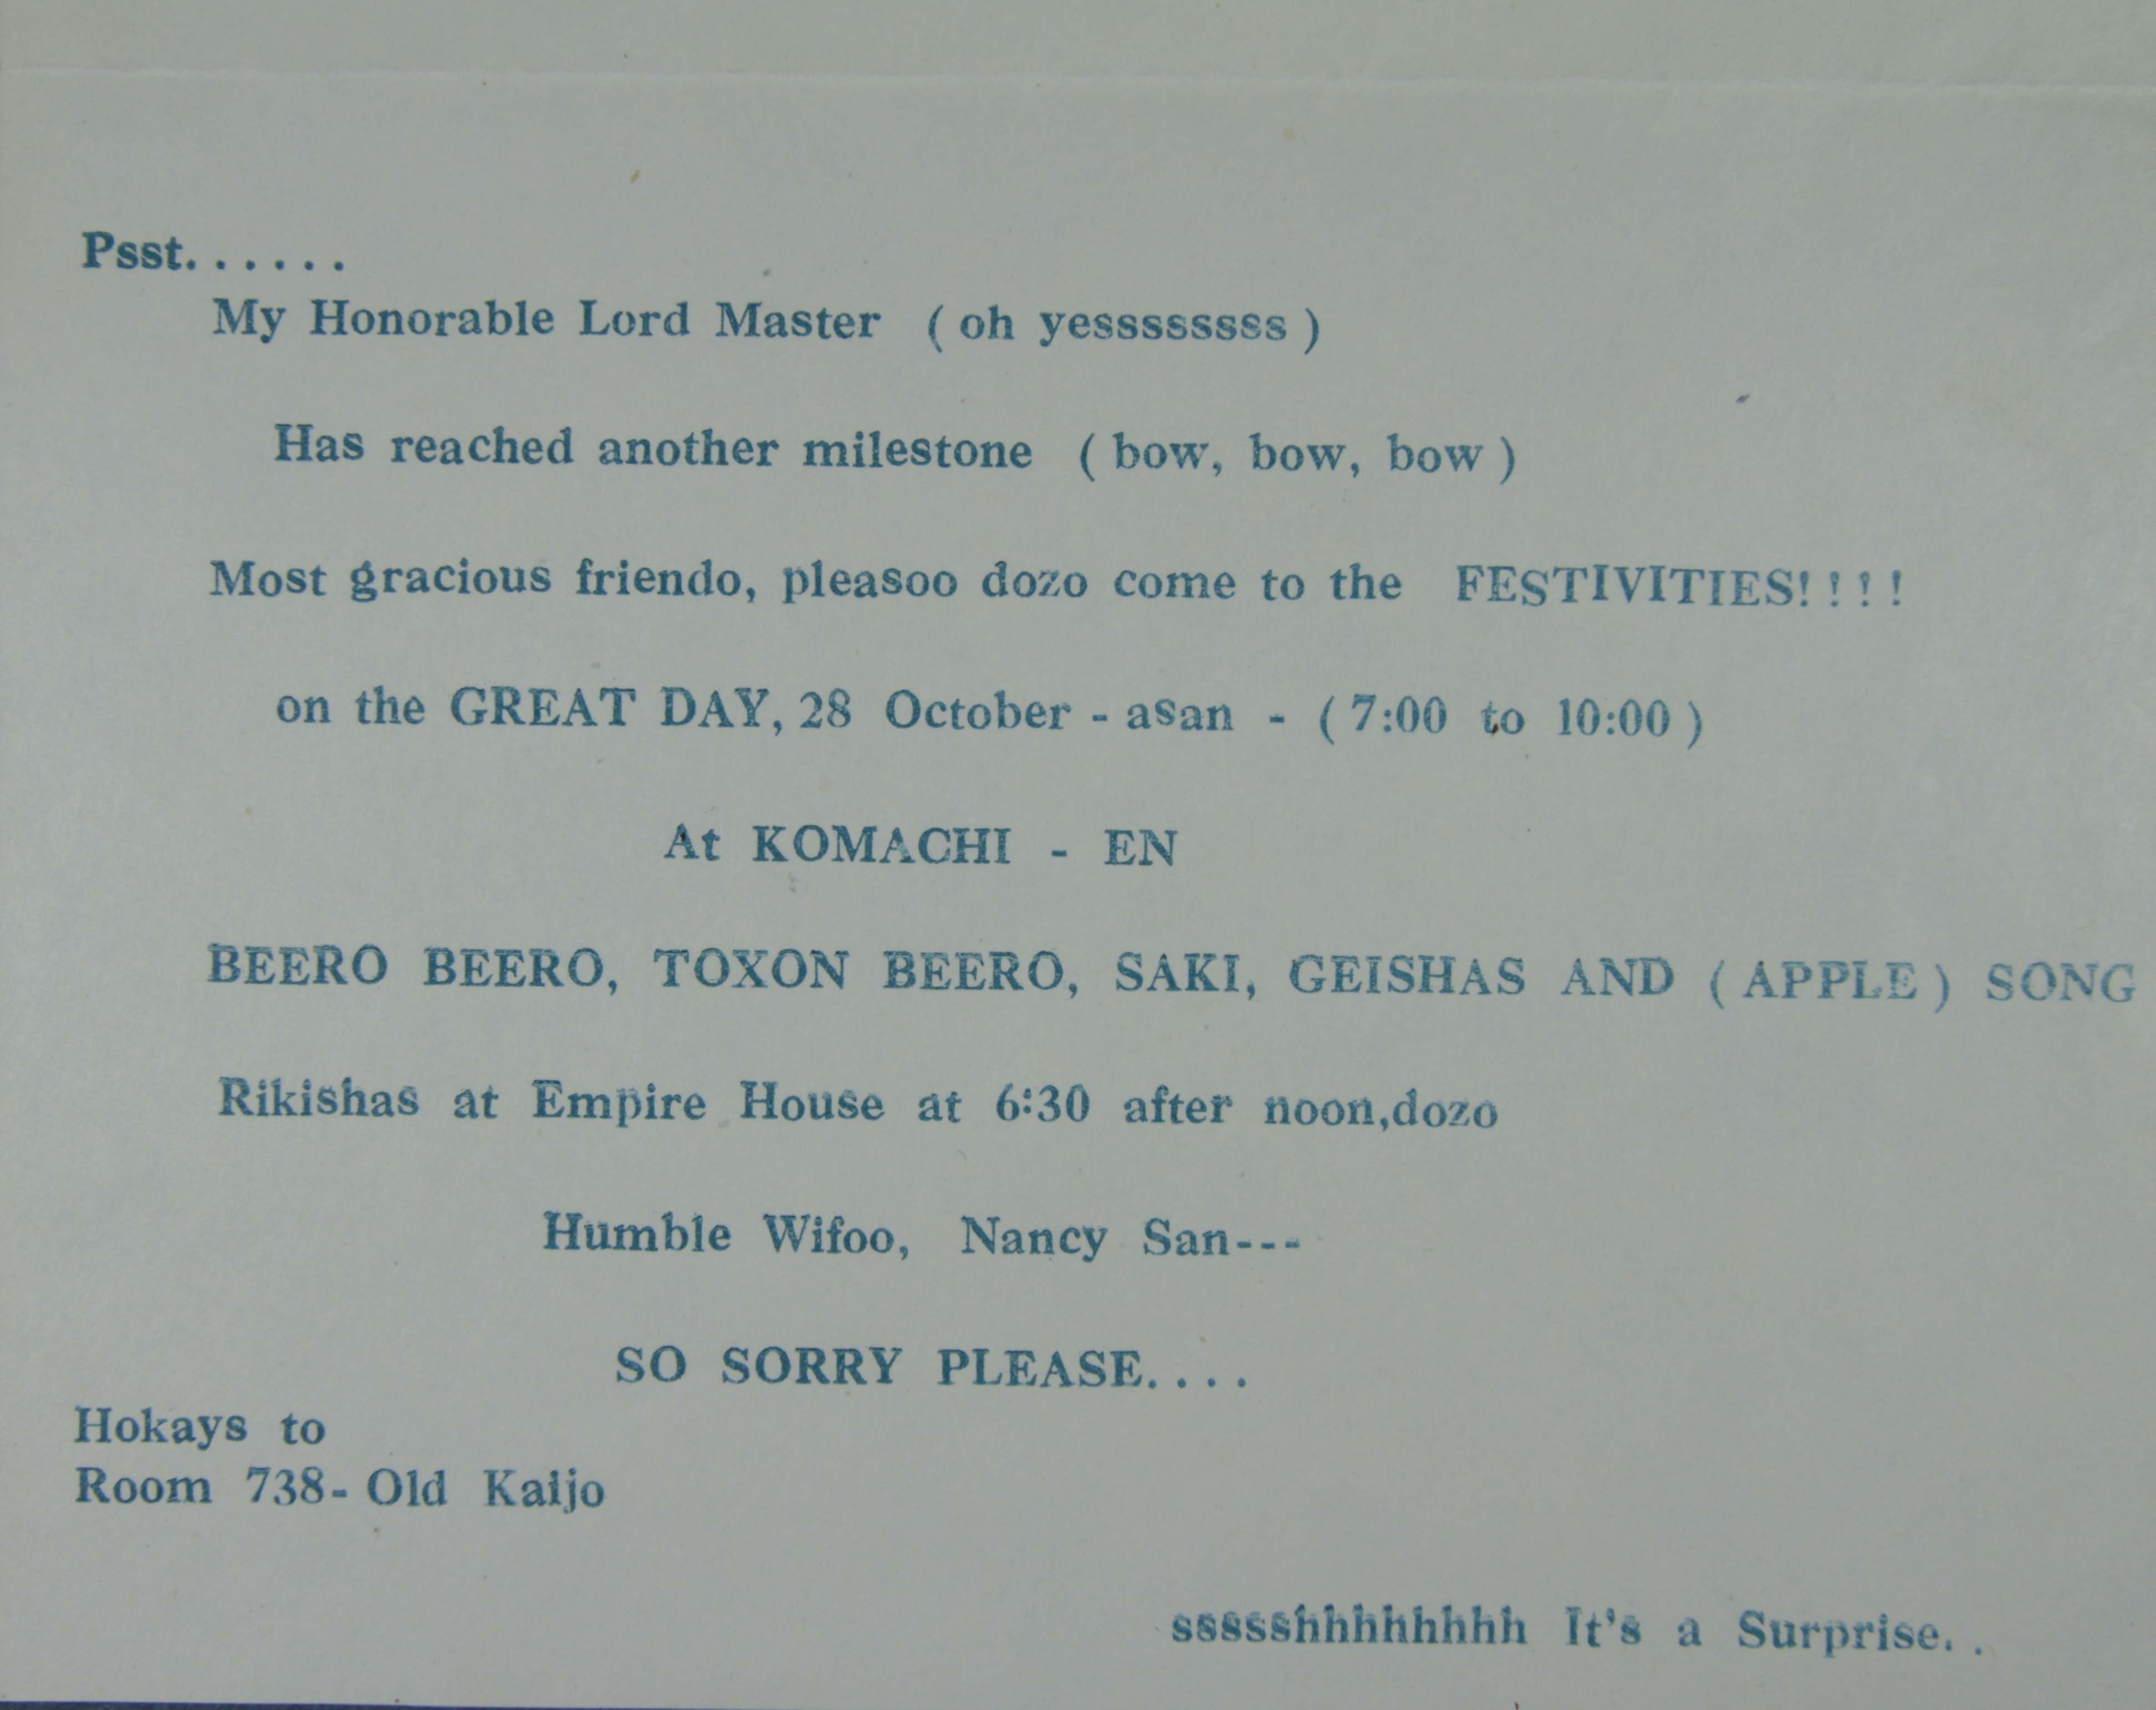 Psst.......
My Honorable Lord Master ( oh yesssssssss )
Has reached another milestone ( bow, bow, bow )
Most gracious friendo, pleasoo dozo come to the FESTIVITIES!!!!
on the GREAT DAY, 28 October - asan - ( 7:00 to 10:00 )
At KOMACHI - EN
BEERO BEERO, TOXON BEERO, SAKI, GEISHAS AND ( APPLE ) SONG
Rikishas at Empire House at 6:30 after noon,dozo
Humble Wifoo, Nancy San---
SO SORRY PLEASE....
Hokays to
Room 738- Old Kaijo
ssssshhhhhhhhh It's a Surprise..